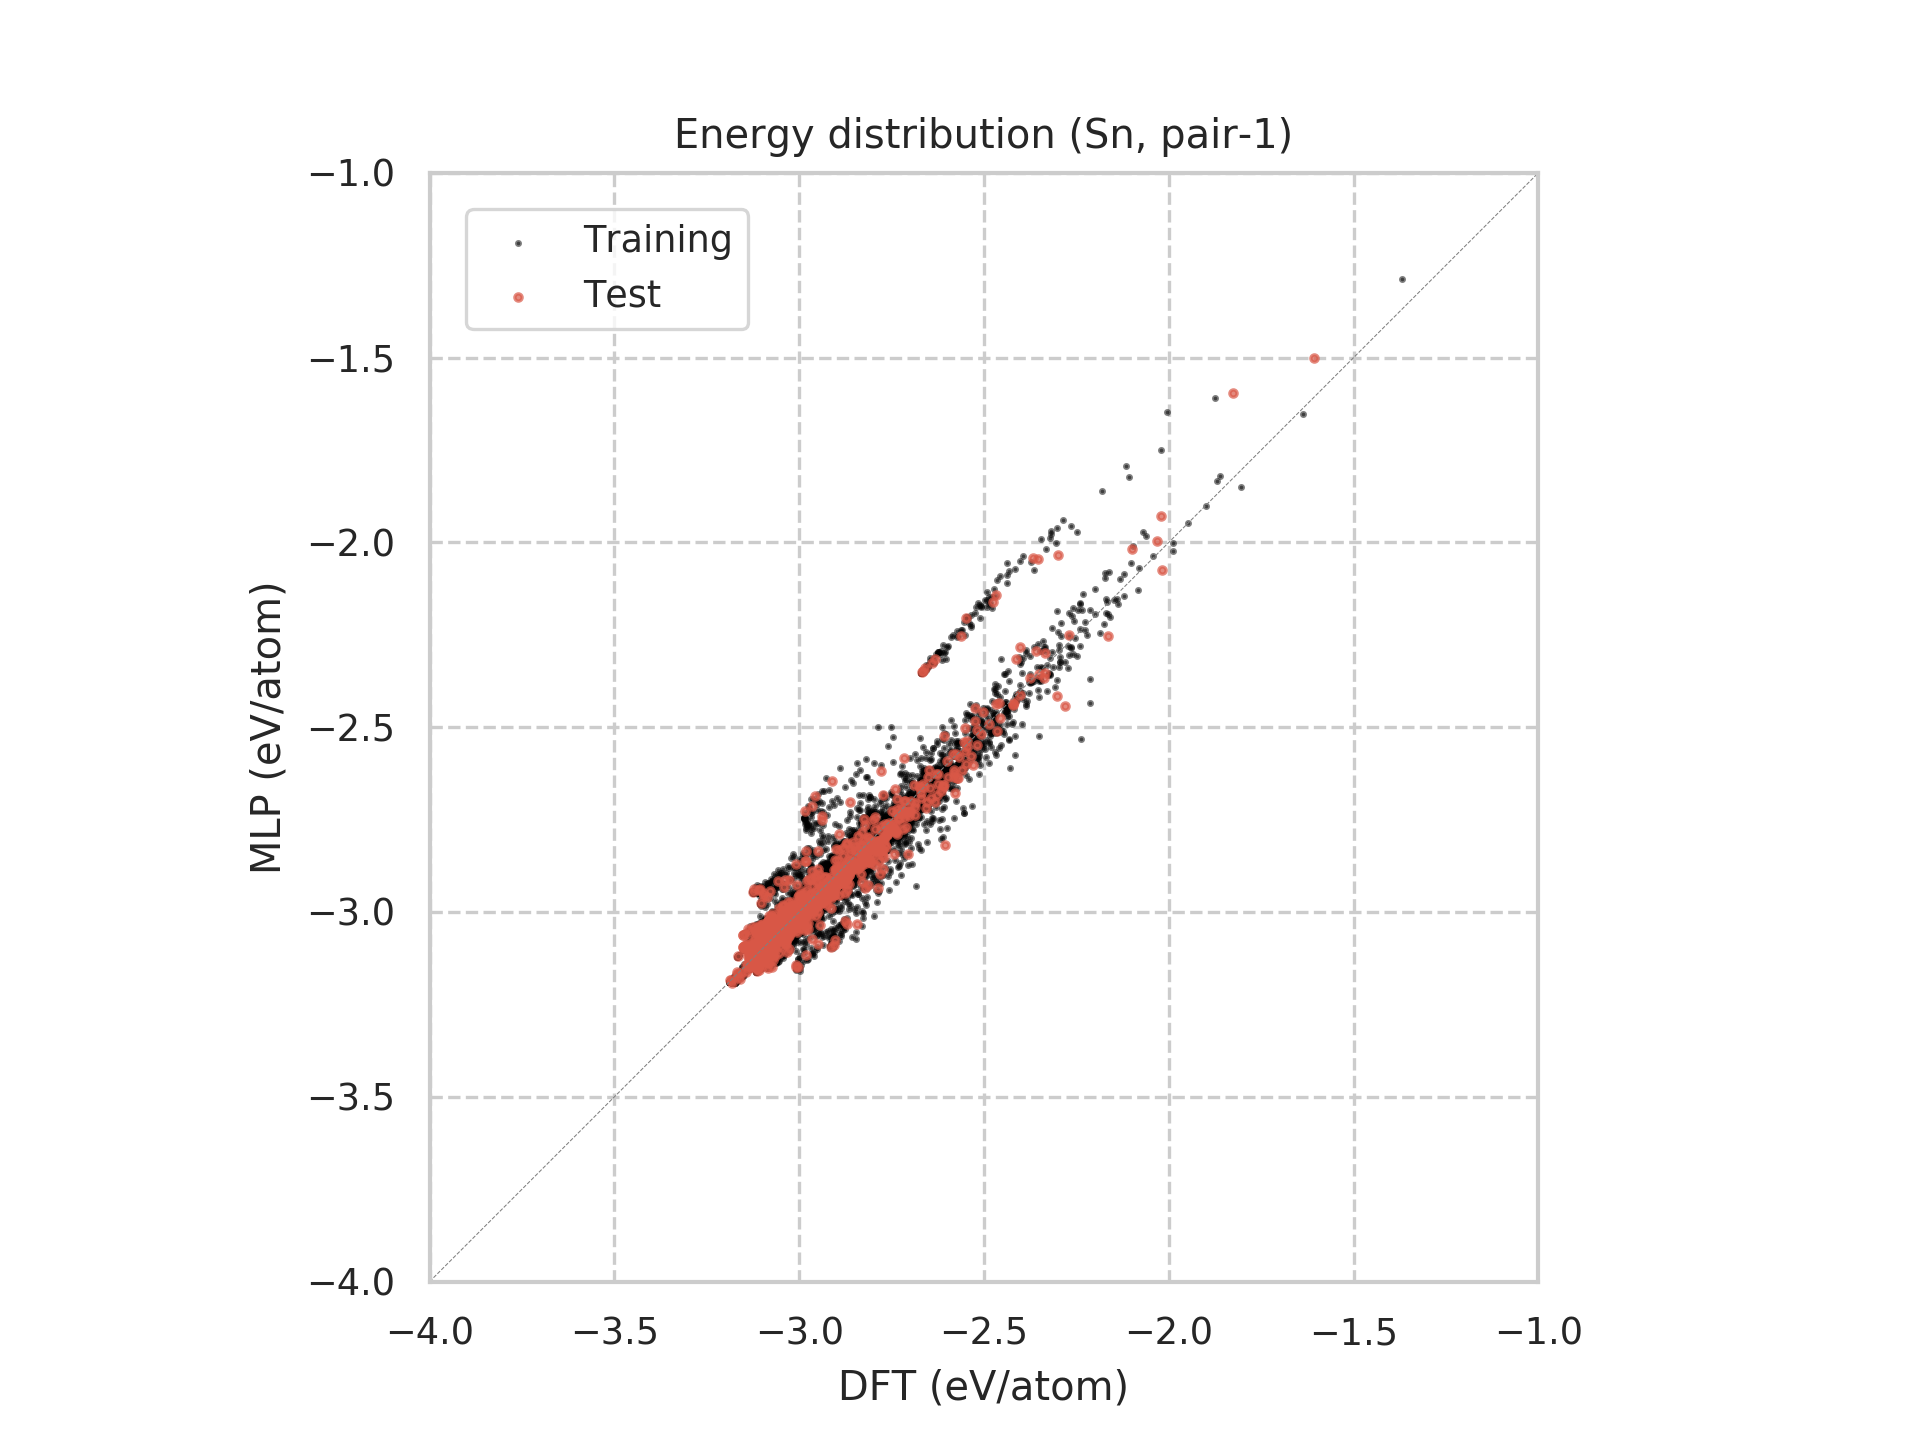 Energy distribution (Sn, pair-1)
Training
Test
MLP (eV/atom)
−1.0
−1.5
−2.0
−2.5
−3.0
−3.5
−4.0
−4.0 −3.5 −3.0 −2.5 −2.0 −1.5 −1.0
DFT (eV/atom)